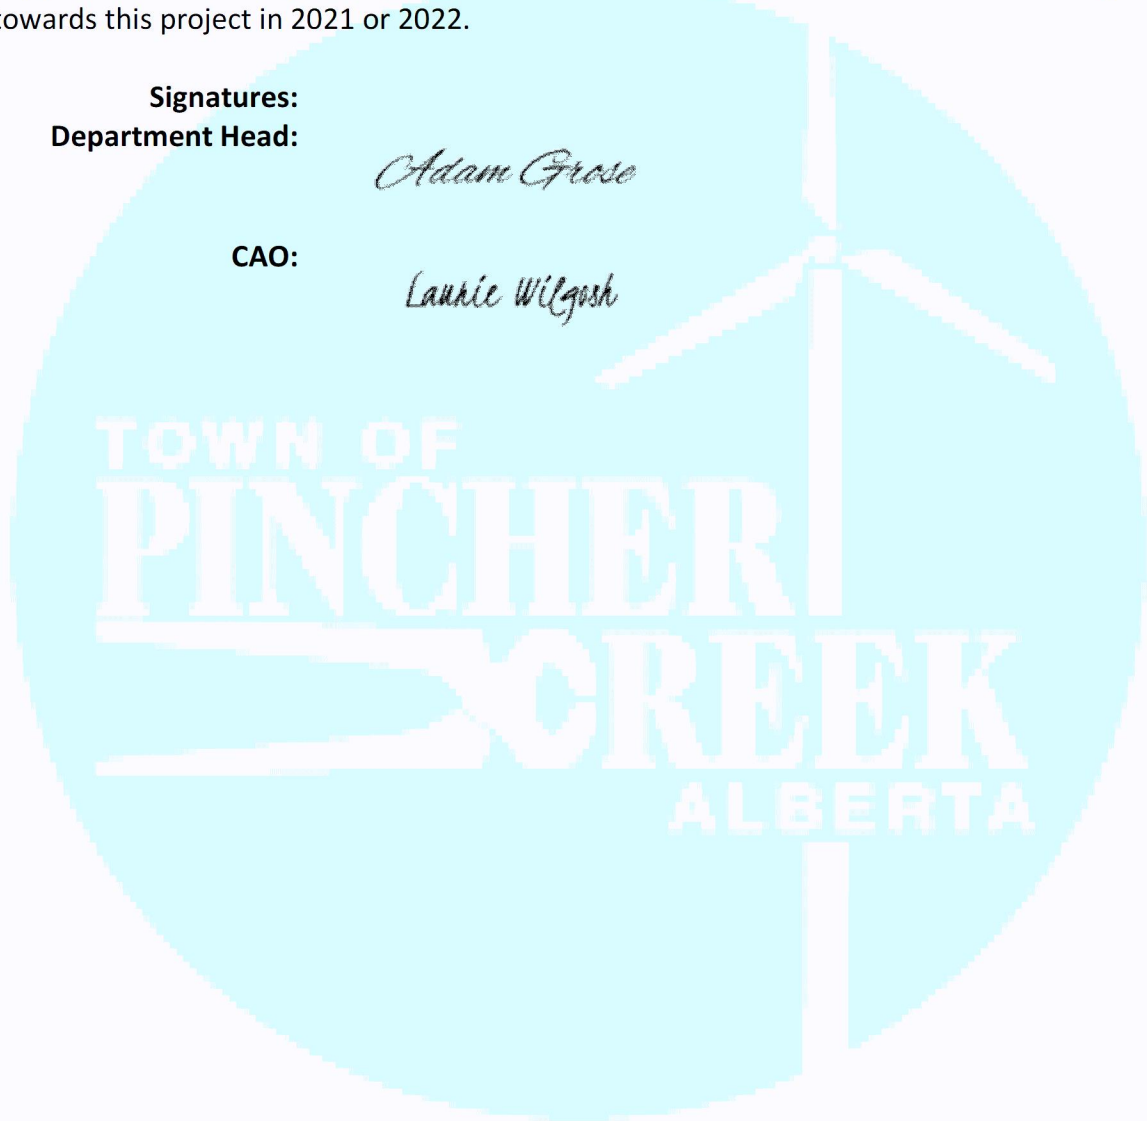 towards this project in 2021 or 2022.
Signatures:
Department Head:
Adam Grose
CAO:
Laurie Wilgosh
TOWN OF
PINCHER
CREEK
ALBERTA